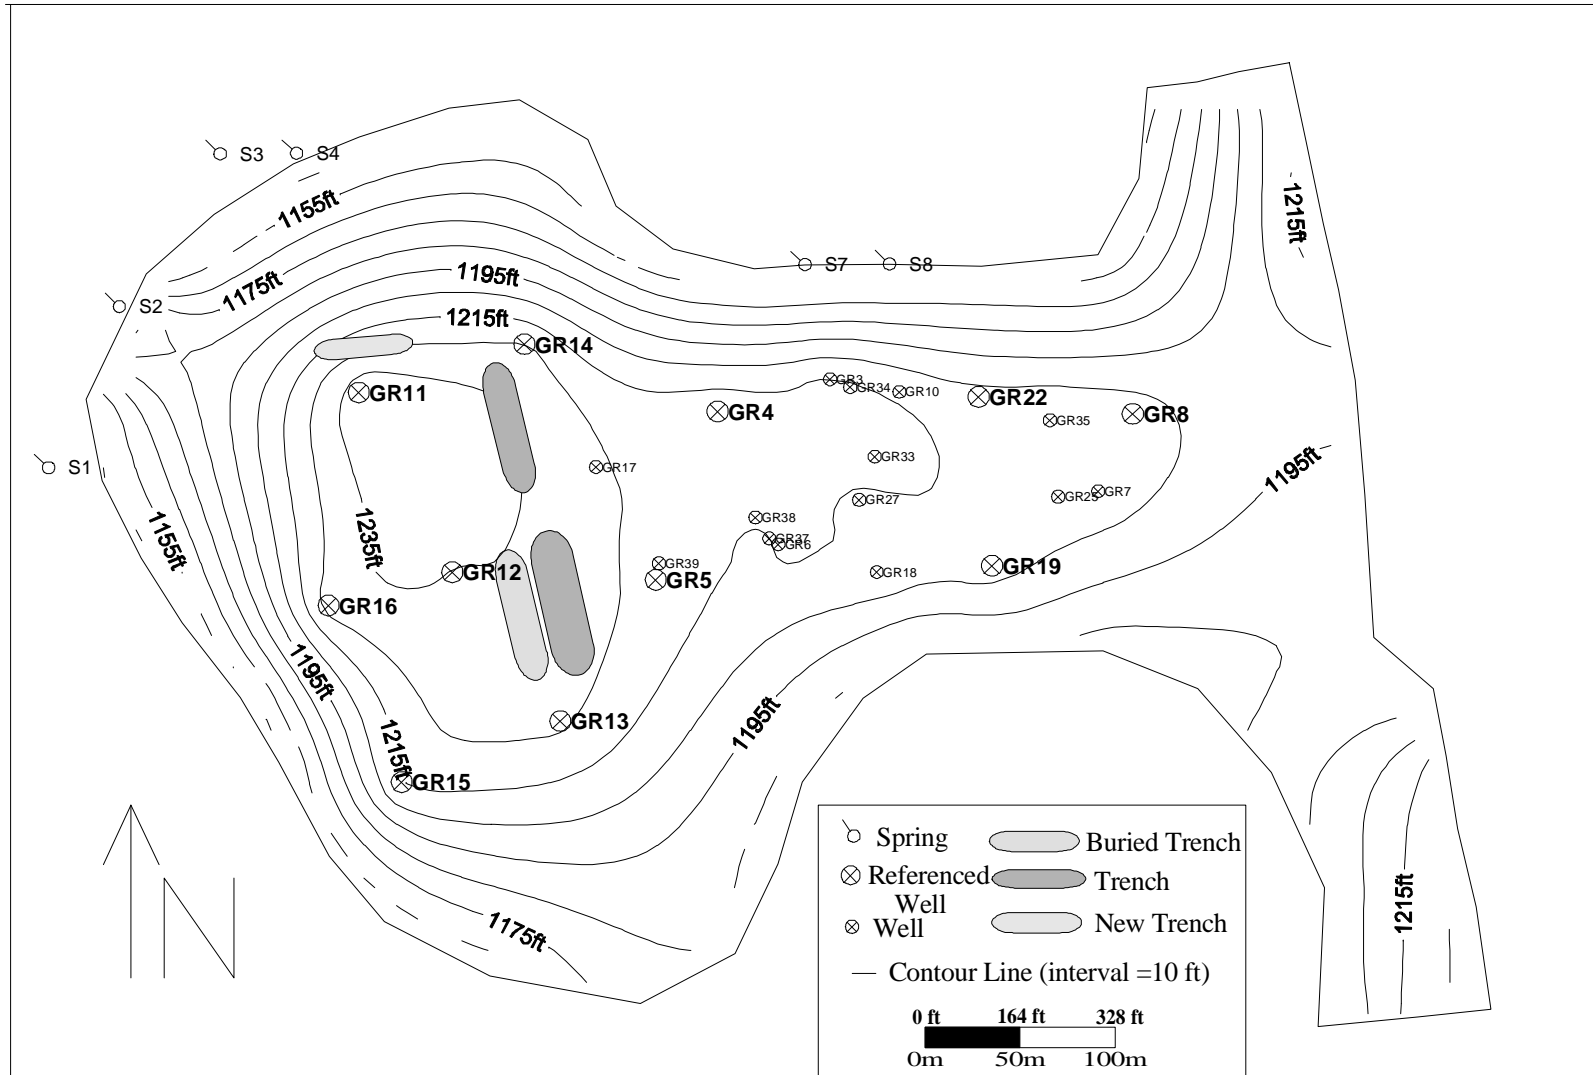 S3
S4
1155ft
1215ft
S7
S8
1195ft
1175ft
S2
1215ft
GR14
GR3
GR34
GR10
GR11
GR22
GR4
GR8
GR35
GR33
S1
GR17
1195ft
GR7
GR25
GR27
GR38
1155ft
1235ft
GR37
GR6
GR39
GR12
GR5
GR18
GR19
GR16
1195ft
GR13
1195ft
1215ft
GR15
1175ft
1215ft
N
Spring
Buried Trench
Referenced
Well
Trench
Well
New Trench
Contour Line (interval =10 ft)
0 ft 164 ft 328 ft
0m 50m 100m